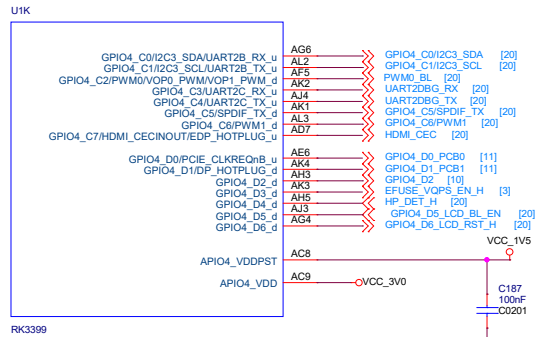 U1K
GPIO4_C0/I2C3_SDA/UART2B_RX_u AG6 GPIO4_C0/I2C3_SDA [20]
GPIO4_C1/I2C3_SCL/UART2B_TX_u AL2 GPIO4_C1/I2C3_SCL [20]
GPIO4_C2/PWM0/VOP0_PWM/VOP1_PWM_d AF5 PWM0_BL [20]
GPIO4_C3/UART2C_RX_u AK2 UART2DBG_RX [20]
GPIO4_C4/UART2C_TX_u AJ4 UART2DBG_TX [20]
GPIO4_C5/SPDIF_TX_d AK1 GPIO4_C5/SPDIF_TX [20]
GPIO4_C6/PWM1_d AL3 GPIO4_C6/PWM1 [20]
GPIO4_C7/HDMI_CECINOUT/EDP_HOTPLUG_u AD7 HDMI_CEC [20]
GPIO4_D0/PCIE_CLKREQnB_u AE6 GPIO4_D0_PCB0 [11]
GPIO4_D1/DP_HOTPLUG_d AK4 GPIO4_D1_PCB1 [11]
GPIO4_D2_d AH3 GPIO4_D2 [10]
GPIO4_D3_d AK3 EFUSE_VQPS_EN_H [3]
GPIO4_D4_d AH5 HP_DET_H [20]
GPIO4_D5_d AJ3 GPIO4_D5_LCD_BL_EN [20]
GPIO4_D6_d AG4 GPIO4_D6_LCD_RST_H [20]
VCC_1V5
APIO4_VDDPST AC8
APIO4_VDD AC9 VCC_3V0
C187
100nF
C0201
RK3399